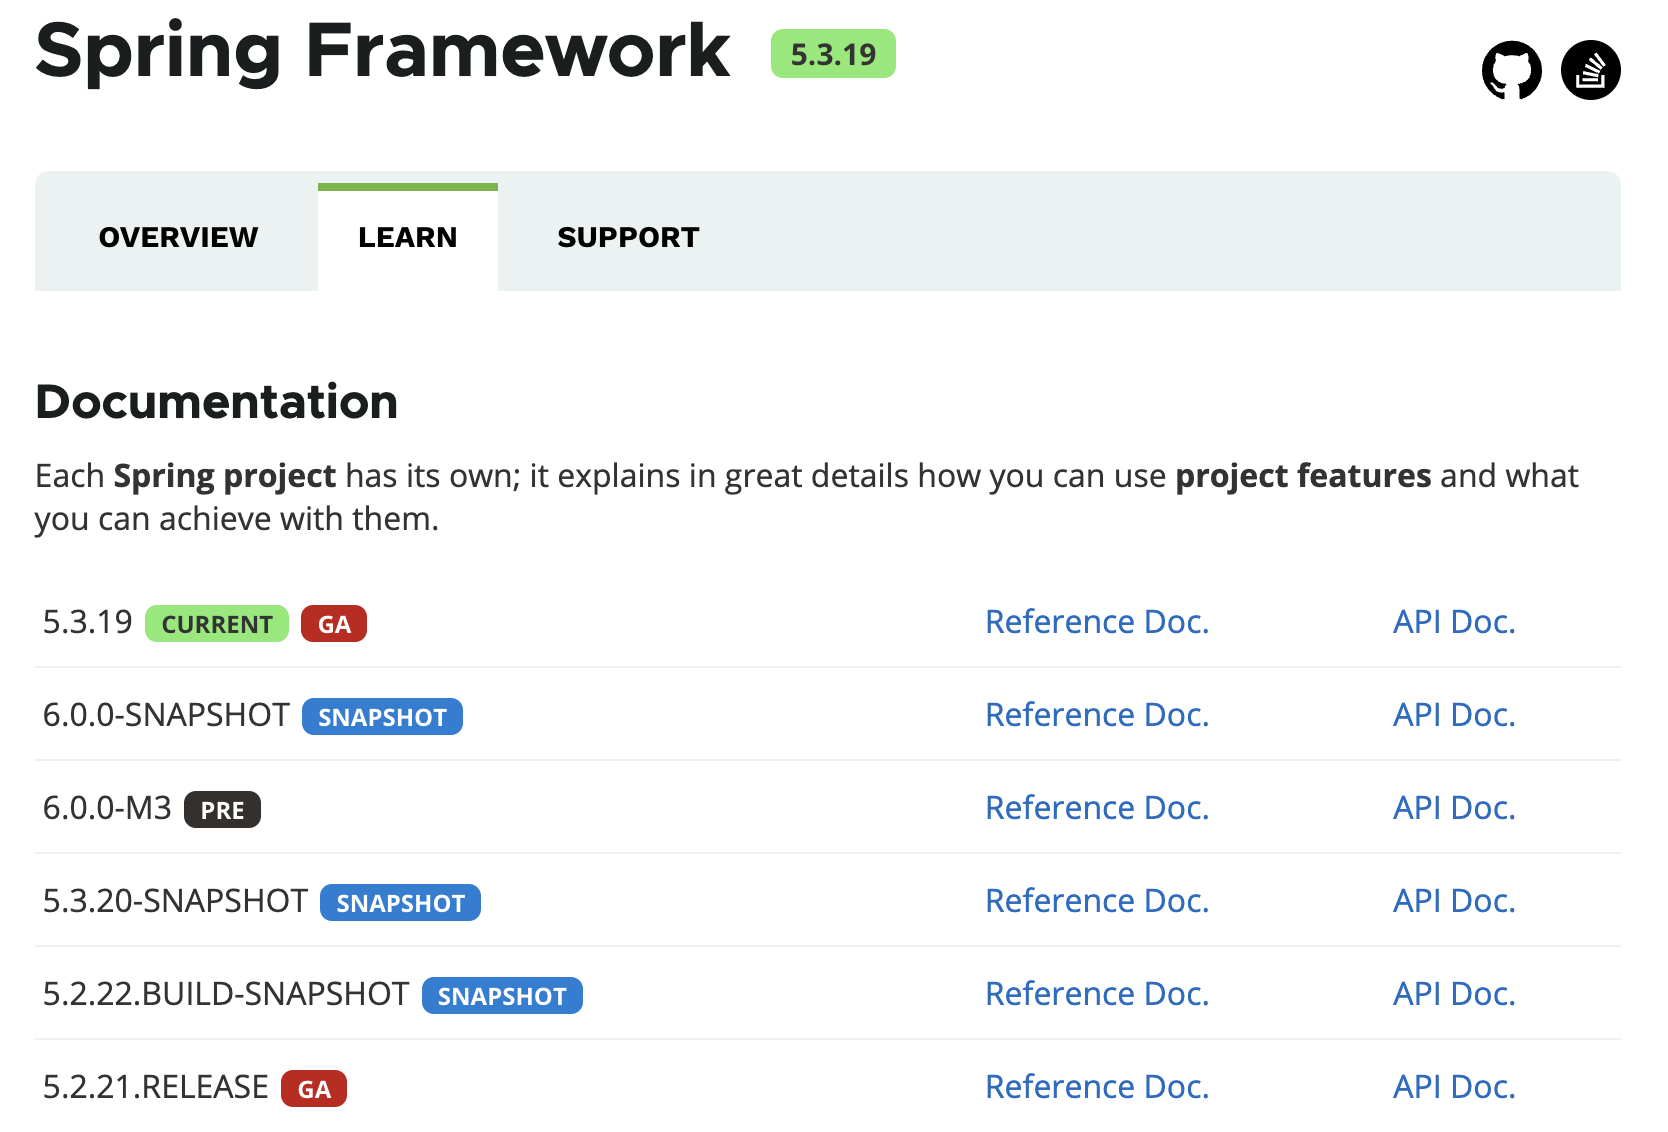 Spring Framework 5.3.19
OVERVIEW LEARN SUPPORT
Documentation
Each Spring project has its own; it explains in great details how you can use project features and what
you can achieve with them.
5.3.19 CURRENT GA Reference Doc. API Doc.
6.0.0-SNAPSHOT SNAPSHOT Reference Doc. API Doc.
6.0.0-M3 PRE Reference Doc. API Doc.
5.3.20-SNAPSHOT SNAPSHOT Reference Doc. API Doc.
5.2.22.BUILD-SNAPSHOT SNAPSHOT Reference Doc. API Doc.
5.2.21.RELEASE GA Reference Doc. API Doc.